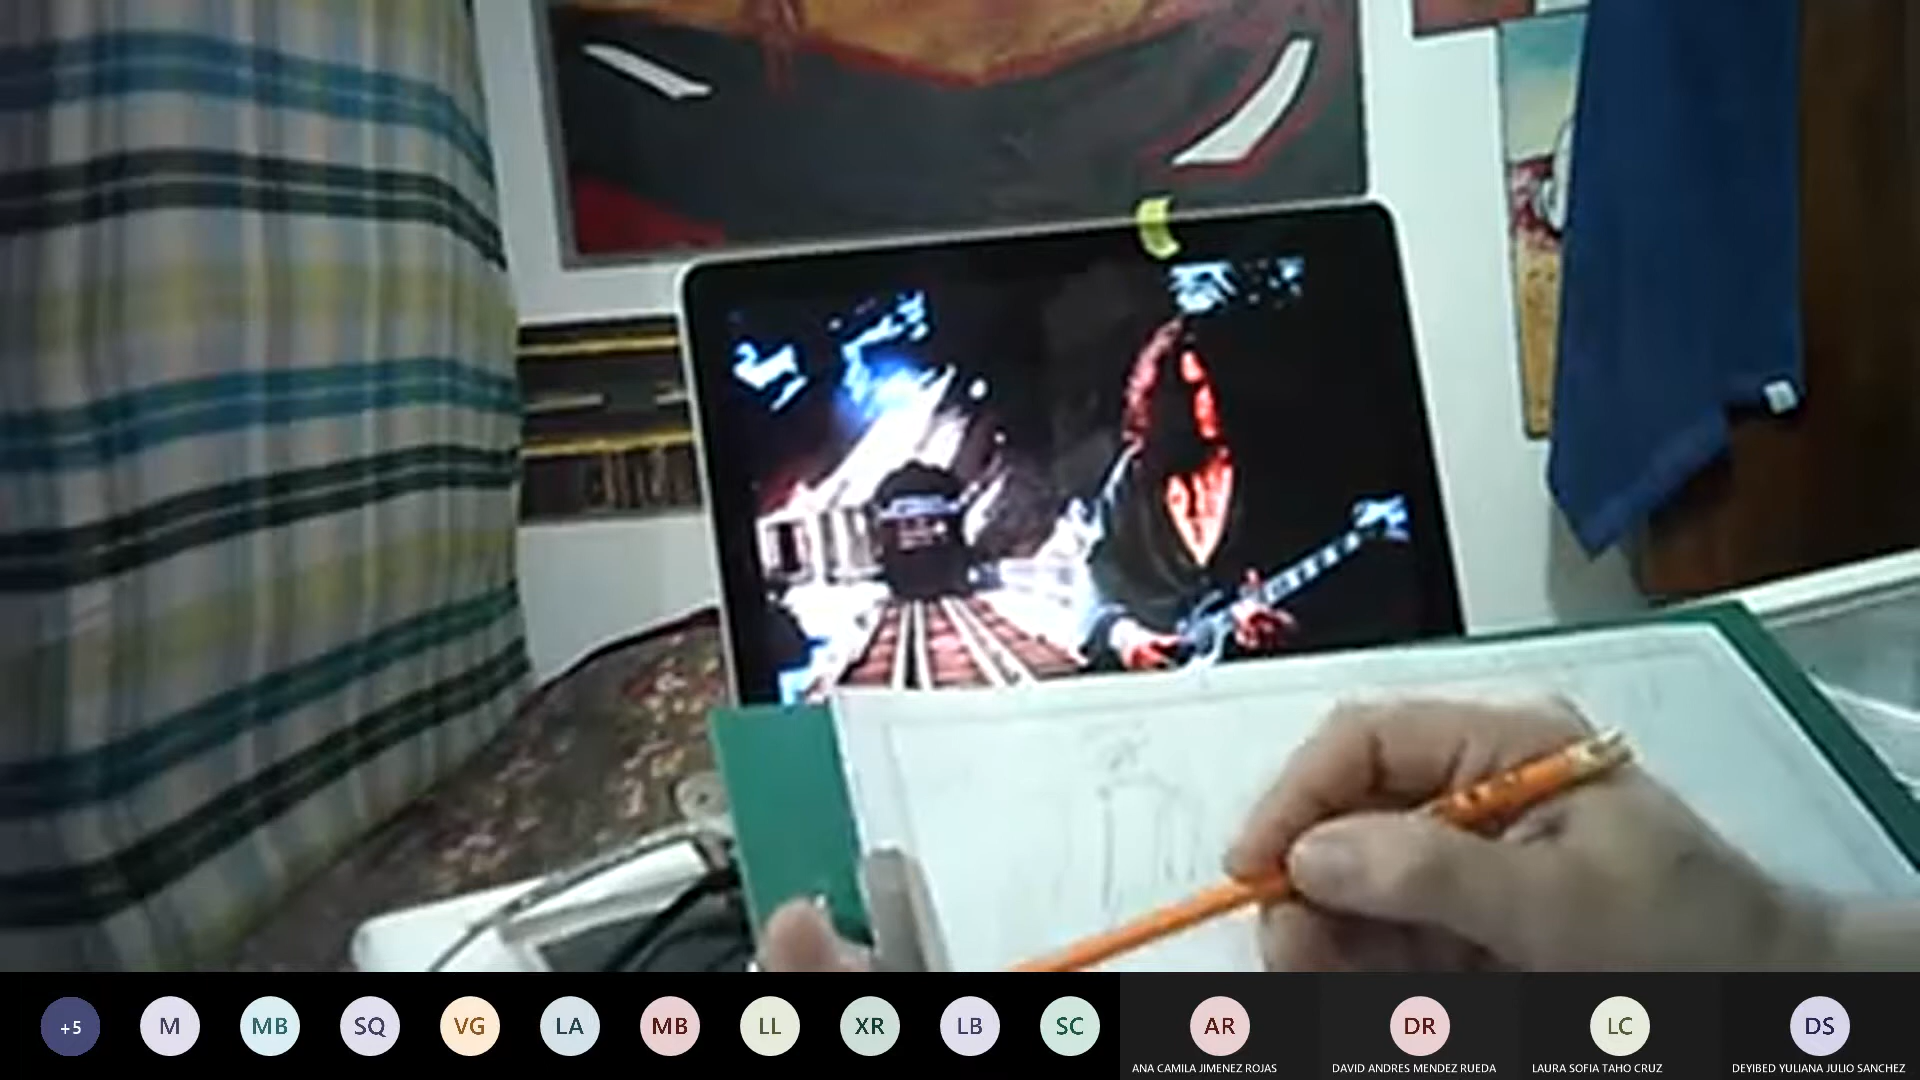 +5
M
MB
SQ
VG
LA
MB
LL
XR
LB
SC
AR
DR
LC
DS
ANA CAMILA JIMENEZ ROJAS
DAVID ANDRES MENDEZ RUEDA
LAURA SOFIA TAHO CRUZ
DEYIBED YULIANA JULIO SANCHEZ